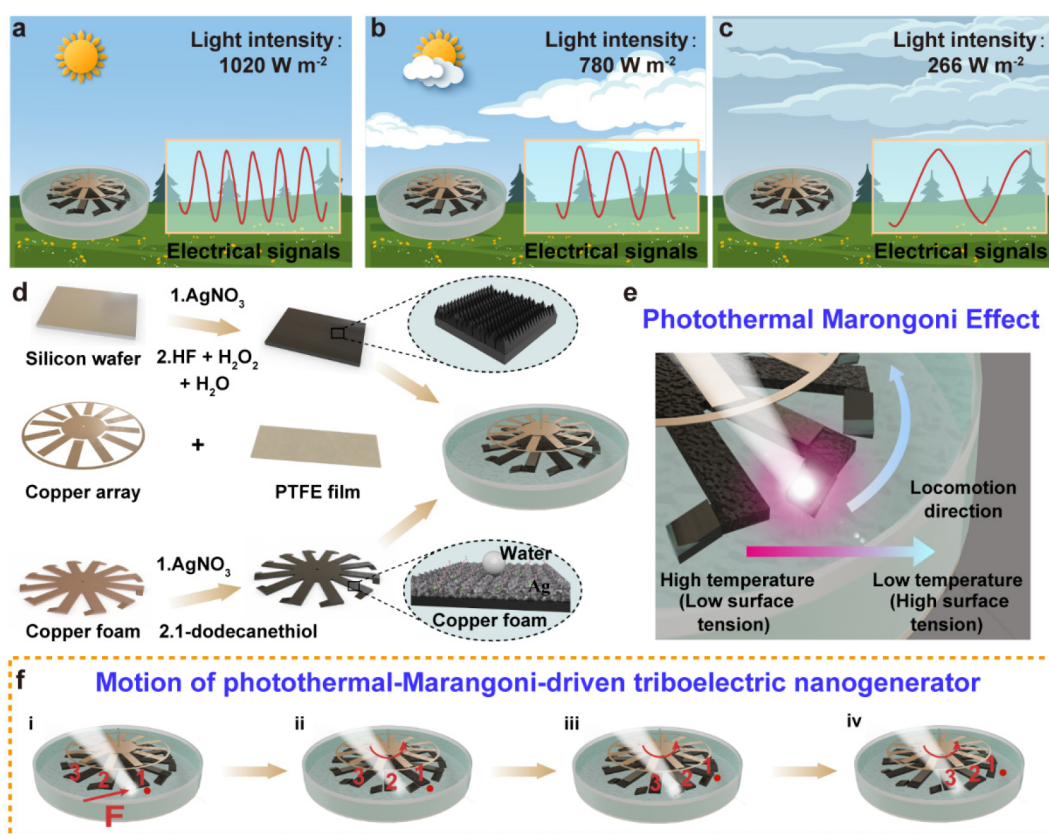 a
Light intensity:
1020 W m-2
Electrical signals
b
Light intensity:
780 W m-2
Electrical signals
c
Light intensity:
266 W m-2
Electrical signals
d
Silicon wafer
1.AgNO3
2.HF + H2O2
+ H2O
Copper array
+
PTFE film
Copper foam
1.AgNO3
2.1-dodecanethiol
Water
Ag
Copper foam
e
Photothermal Marongoni Effect
Locomotion
direction
High temperature
(Low surface
tension)
Low temperature
(High surface
tension)
f
Motion of photothermal-Marangoni-driven triboelectric nanogenerator
i
3 2 1
F
ii
3 2 1
iii
3 2 1
iv
3 2 1